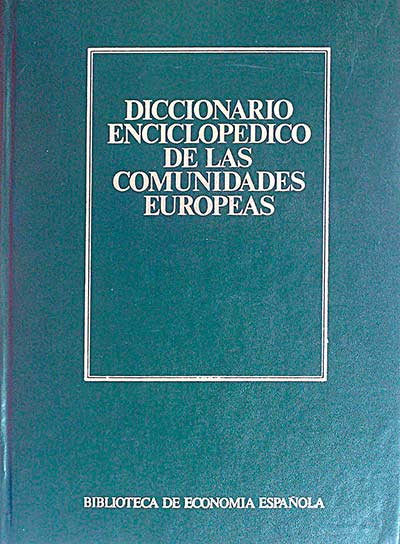 DICCIONARIO
ENCICLOPEDICO
DE LAS
COMUNIDADES
EUROPEAS
BIBLIOTECA DE ECONOMIA ESPAÑOLA